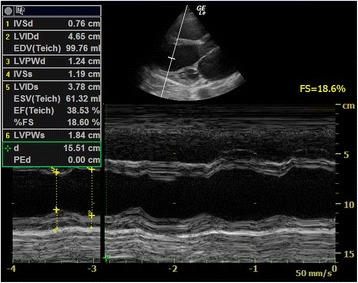 GE
Le
1 IVSd 0.76 cm
2 LVIDd 4.65 cm
EDV(Teich) 99.76 ml
3 LVPWd 1.24 cm
4 IVSs 1.19 cm
5 LVIDs 3.78 cm
ESV(Teich) 61.32 ml
EF(Teich) 38.53 %
%FS 18.60 %
6 LVPWs 1.84 cm
d 15.51 cm
PEd 0.00 cm
FS=18.6%
cm
5
10
15
-4 -3 -2 -1
50 mm/s